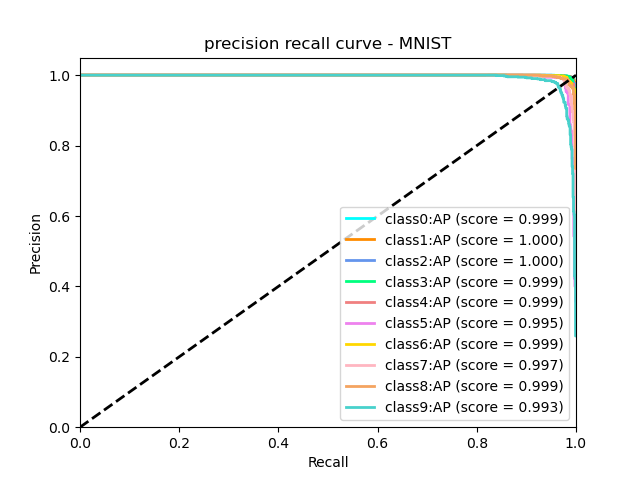 precision recall curve - MNIST
1.0
0.8
0.6
0.4
0.2
0.0
Precision
class0:AP (score = 0.999)
class1:AP (score = 1.000)
class2:AP (score = 1.000)
class3:AP (score = 0.999)
class4:AP (score = 0.999)
class5:AP (score = 0.995)
class6:AP (score = 0.999)
class7:AP (score = 0.997)
class8:AP (score = 0.999)
class9:AP (score = 0.993)
0.0 0.2 0.4 0.6 0.8 1.0
Recall